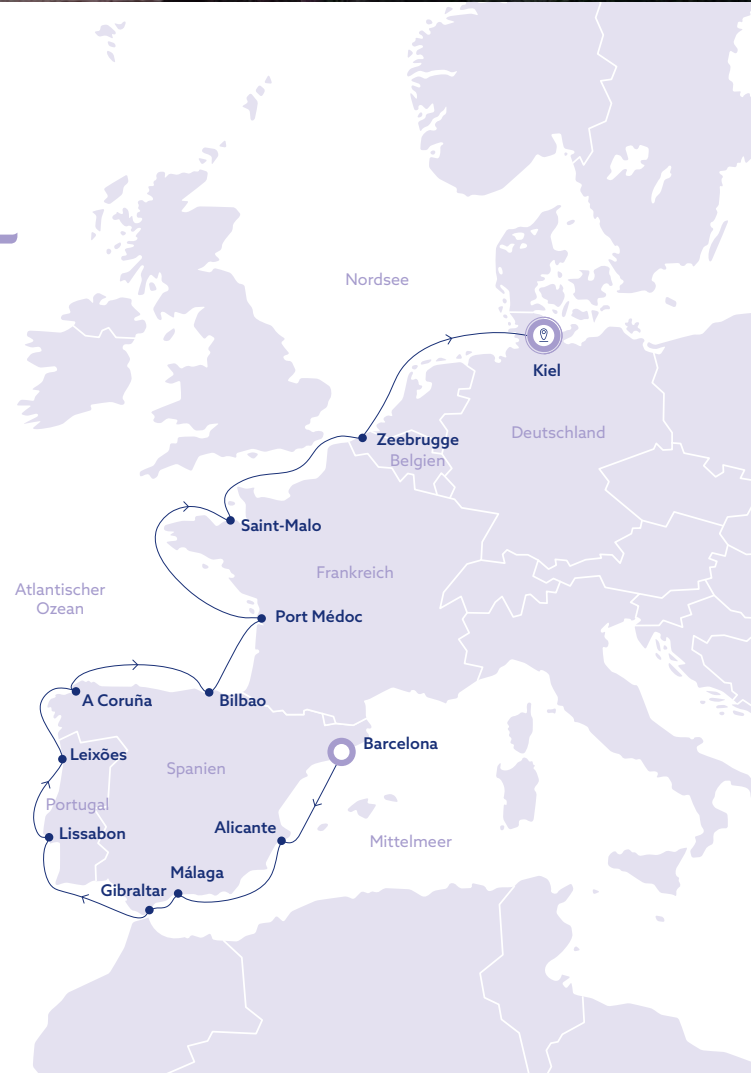 Nordsee
Kiel
Deutschland
Zeebrugge
Belgien
Saint-Malo
Frankreich
Atlantischer
Ozean
Port Médoc
A Coruña
Bilbao
Barcelona
Leixões
Spanien
Portugal
Alicante
Lissabon
Mittelmeer
Málaga
Gibraltar